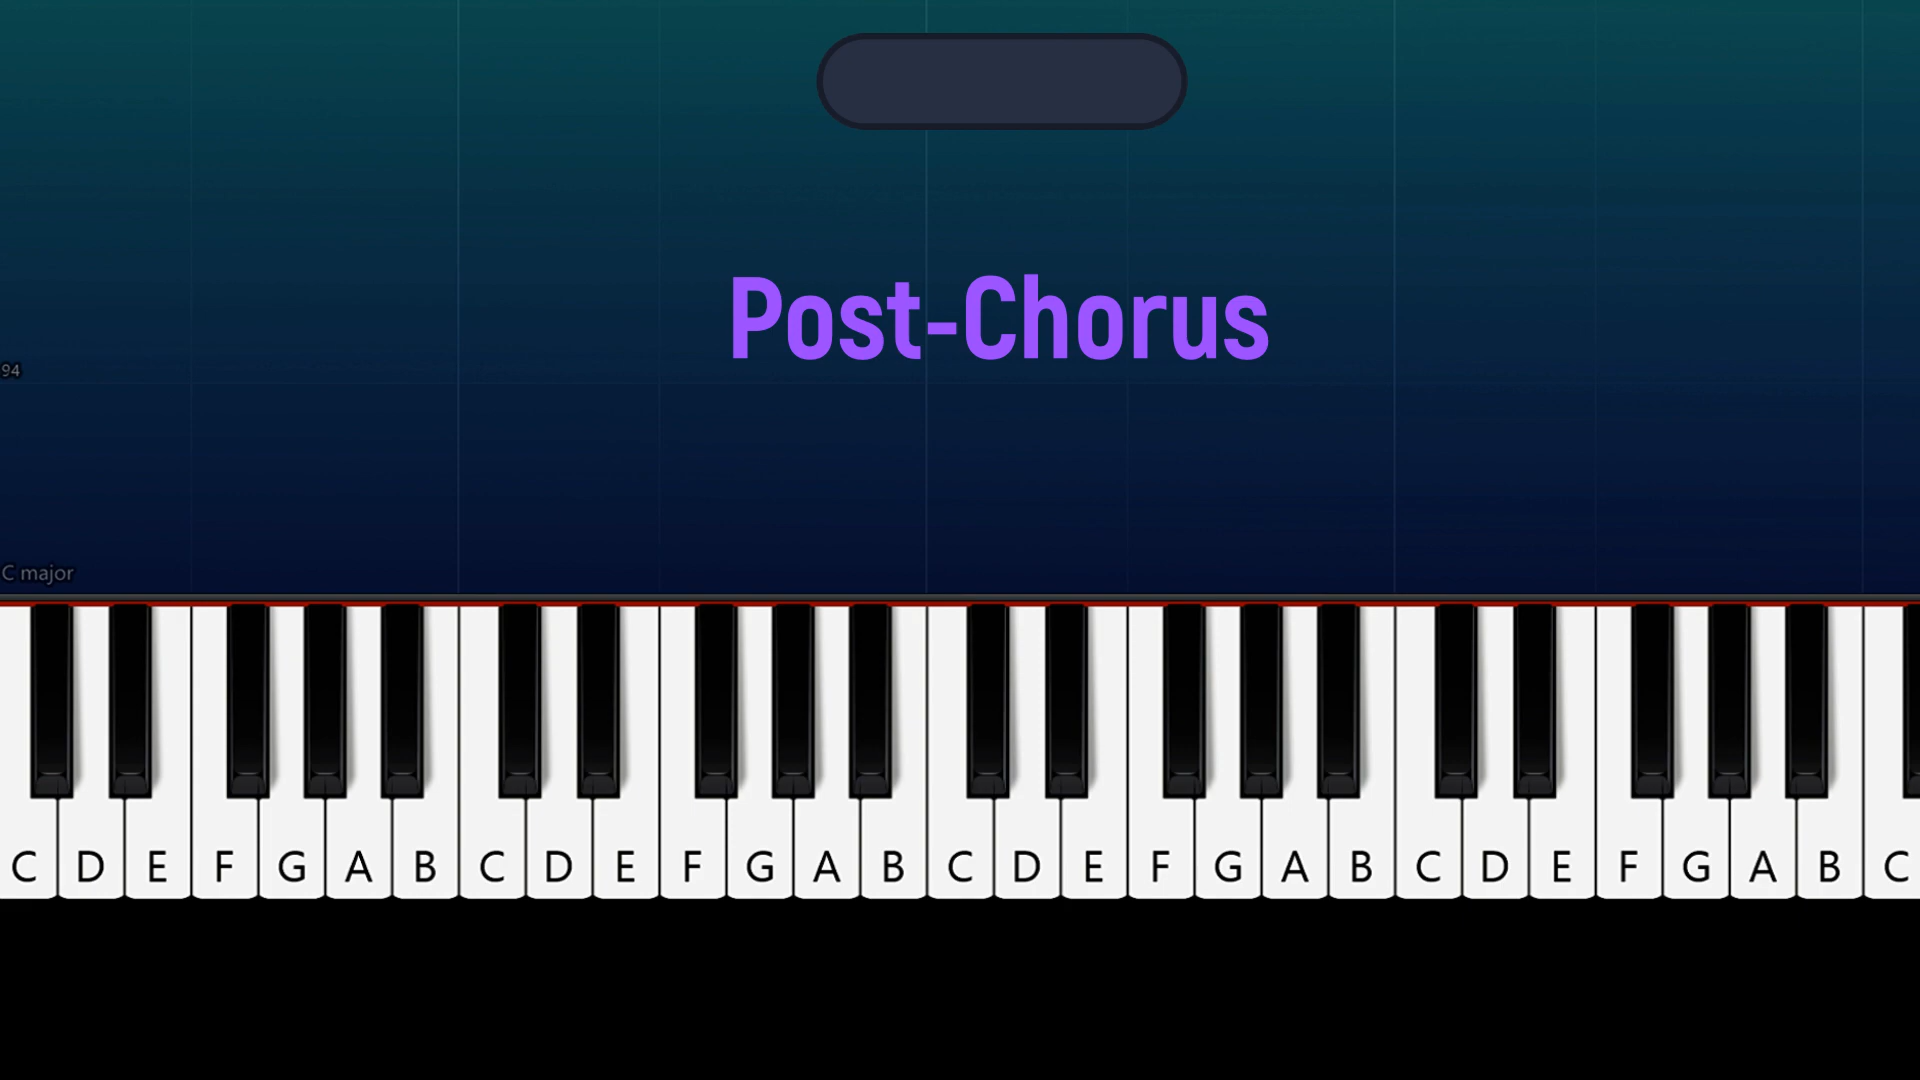 Post-Chorus
94
C major
C D E F G A B C D E F G A B C D E F G A B C D E F G A B C